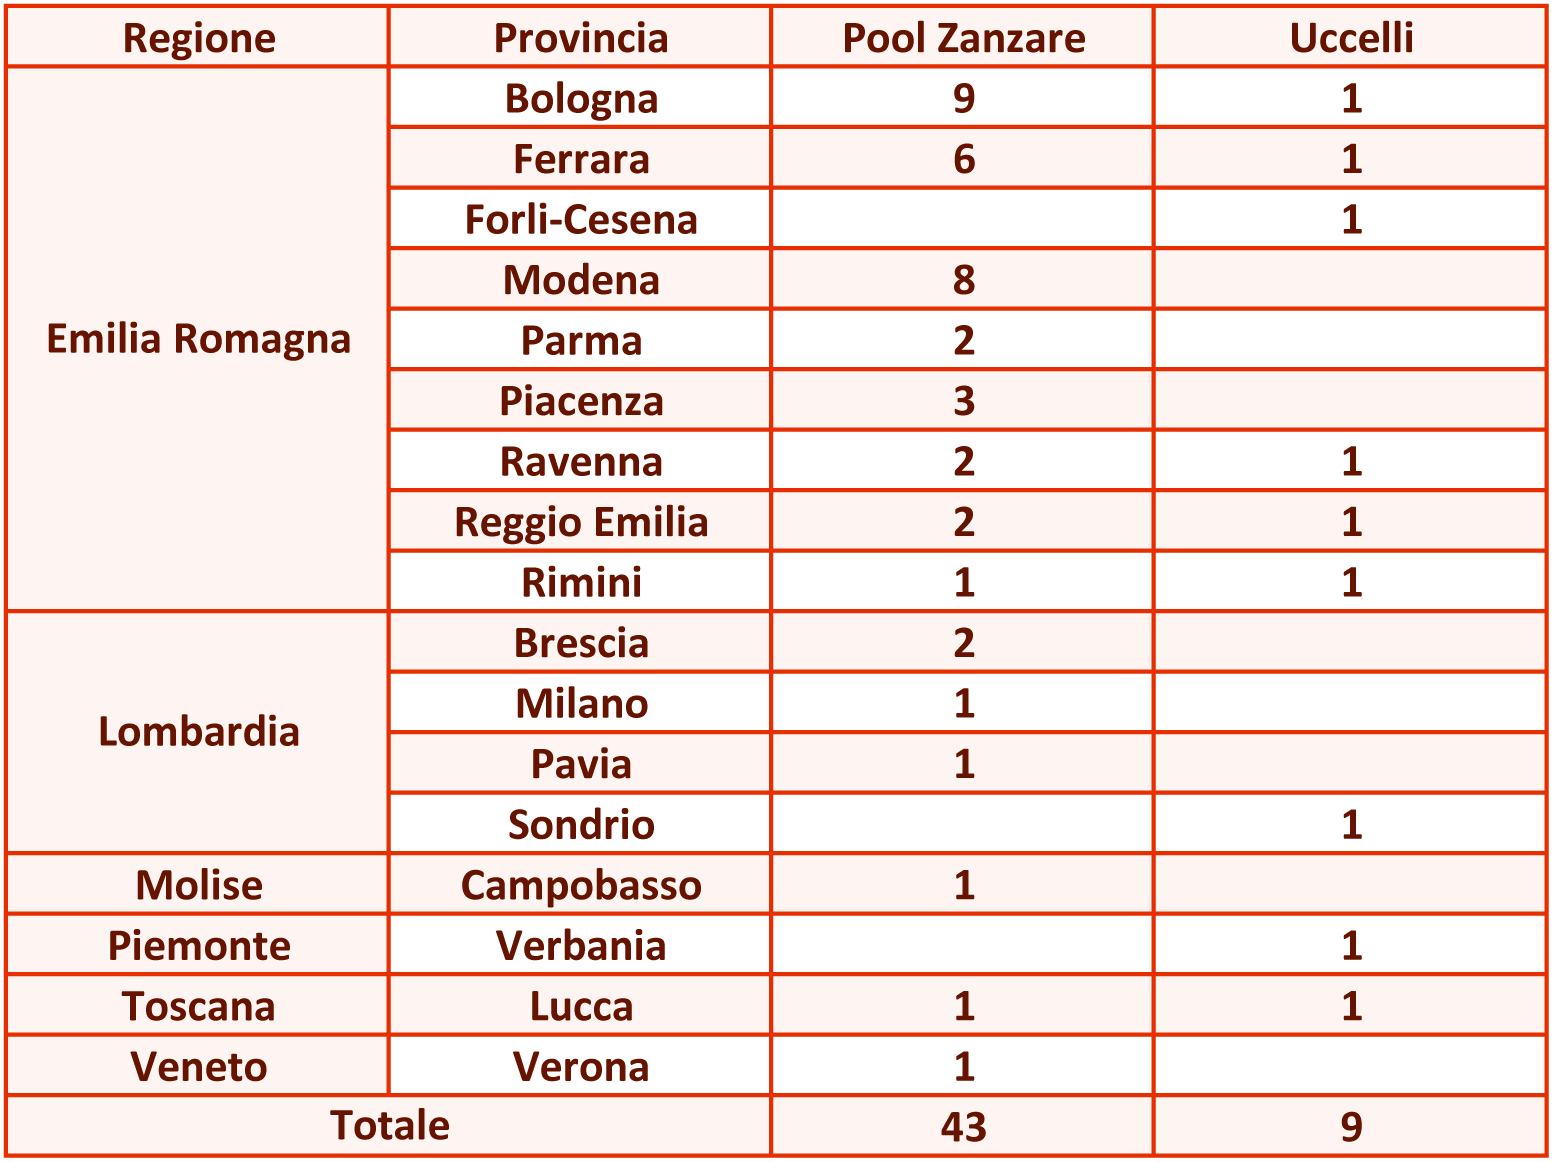 Regione Provincia Pool Zanzare Uccelli
Bologna 9 1
Ferrara 6 1
Forli-Cesena 1
Modena 8
Emilia Romagna Parma 2
Piacenza 3
Ravenna 2 1
Reggio Emilia 2 1
Rimini 1 1
Brescia 2
Milano 1
Lombardia
Pavia 1
Sondrio 1
Molise Campobasso 1
Piemonte Verbania 1
Toscana Lucca 1 1
Veneto Verona 1
Totale 43 9